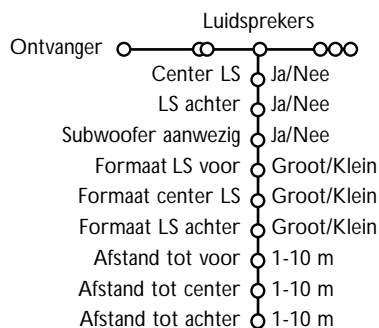 Luidsprekers
Ontvanger
Center LS Ja/Nee
LS achter Ja/Nee
Subwoofer aanwezig Ja/Nee
Formaat LS voor Groot/Klein
Formaat center LS Groot/Klein
Formaat LS achter Groot/Klein
Afstand tot voor 1-10 m
Afstand tot center 1-10 m
Afstand tot achter 1-10 m